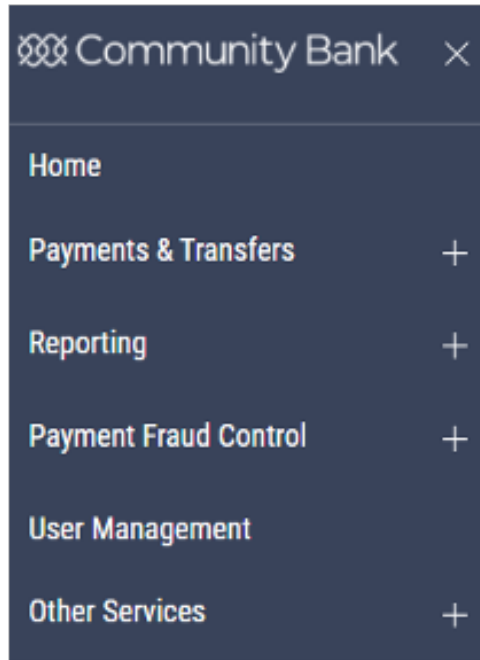 Community Bank
Home
Payments & Transfers
Reporting
Payment Fraud Control
User Management
Other Services